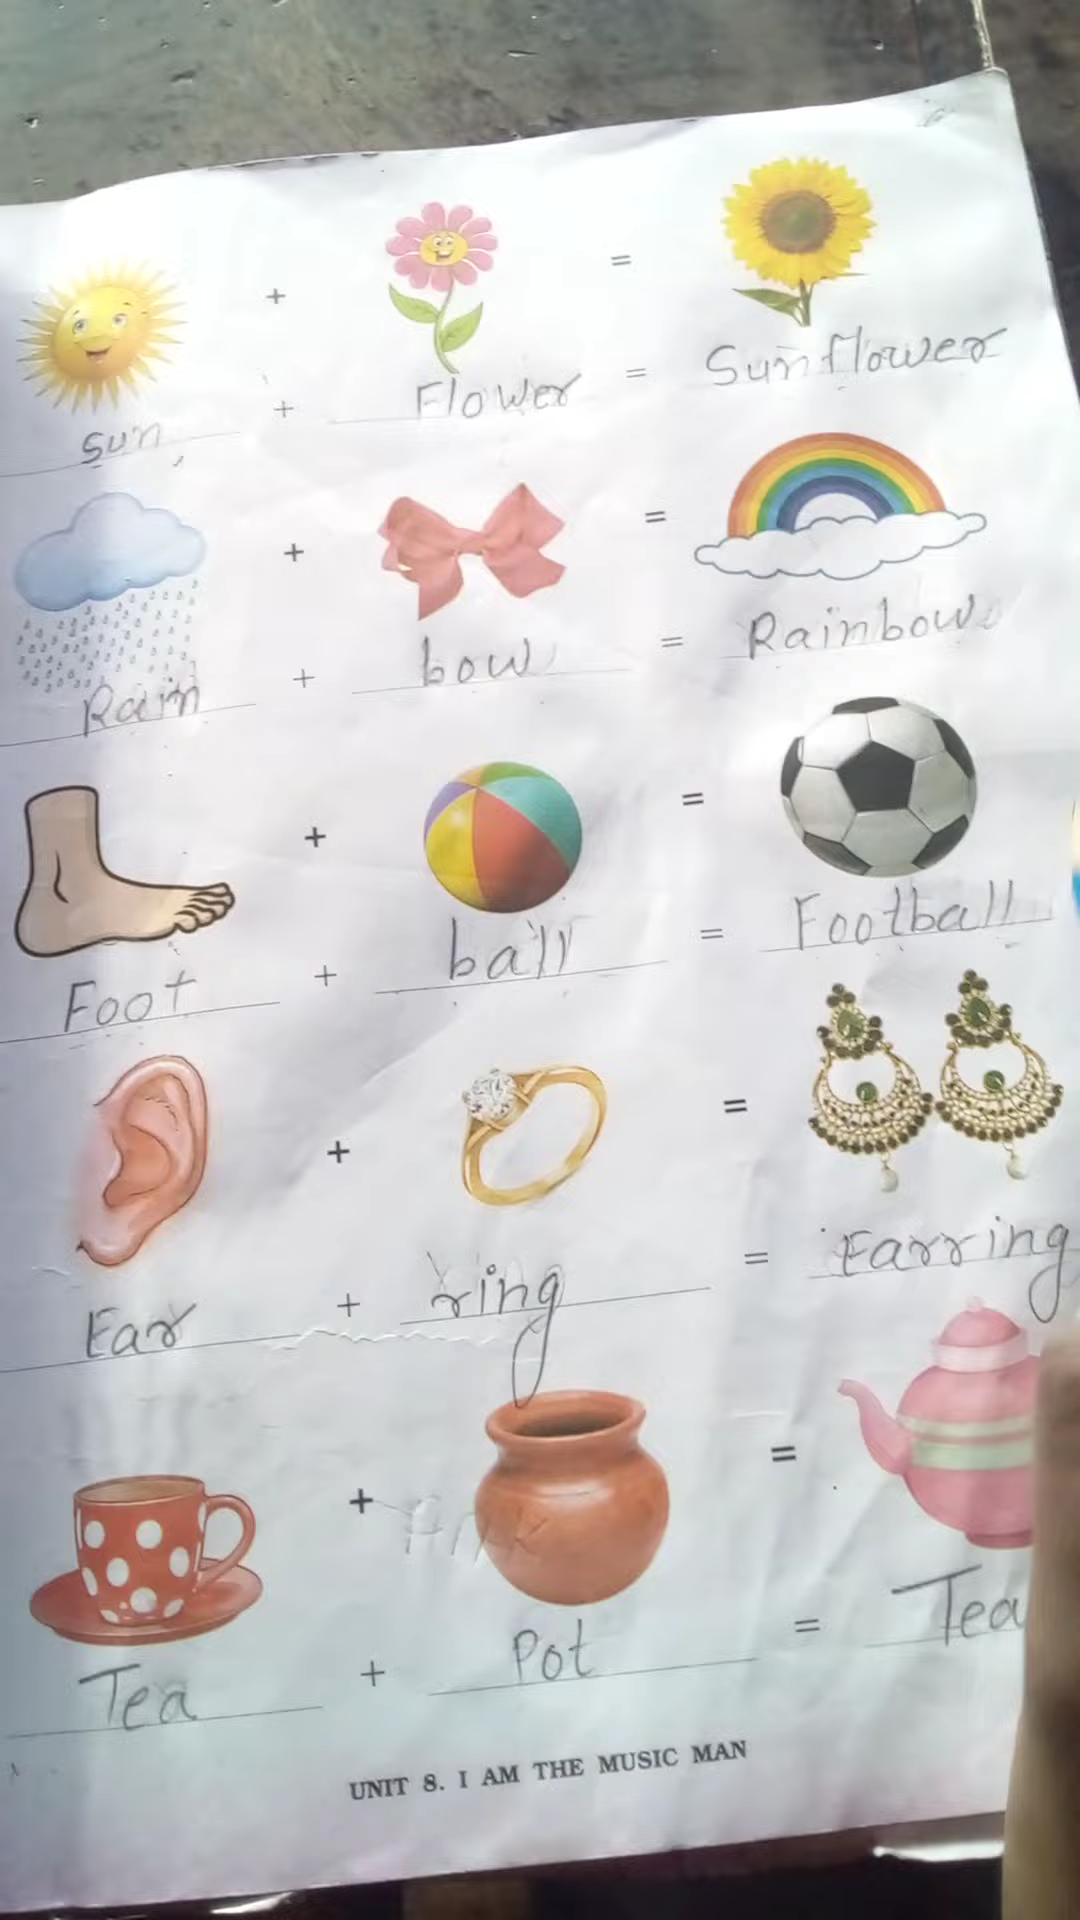 + =
sun + Flower = Sunflower
+ =
Rain + bow = Rainbow
+ =
Foot + ball = Football
+ =
Ear + ring = Earring
+ =
Tea + Pot = Tea
UNIT 8. I AM THE MUSIC MAN